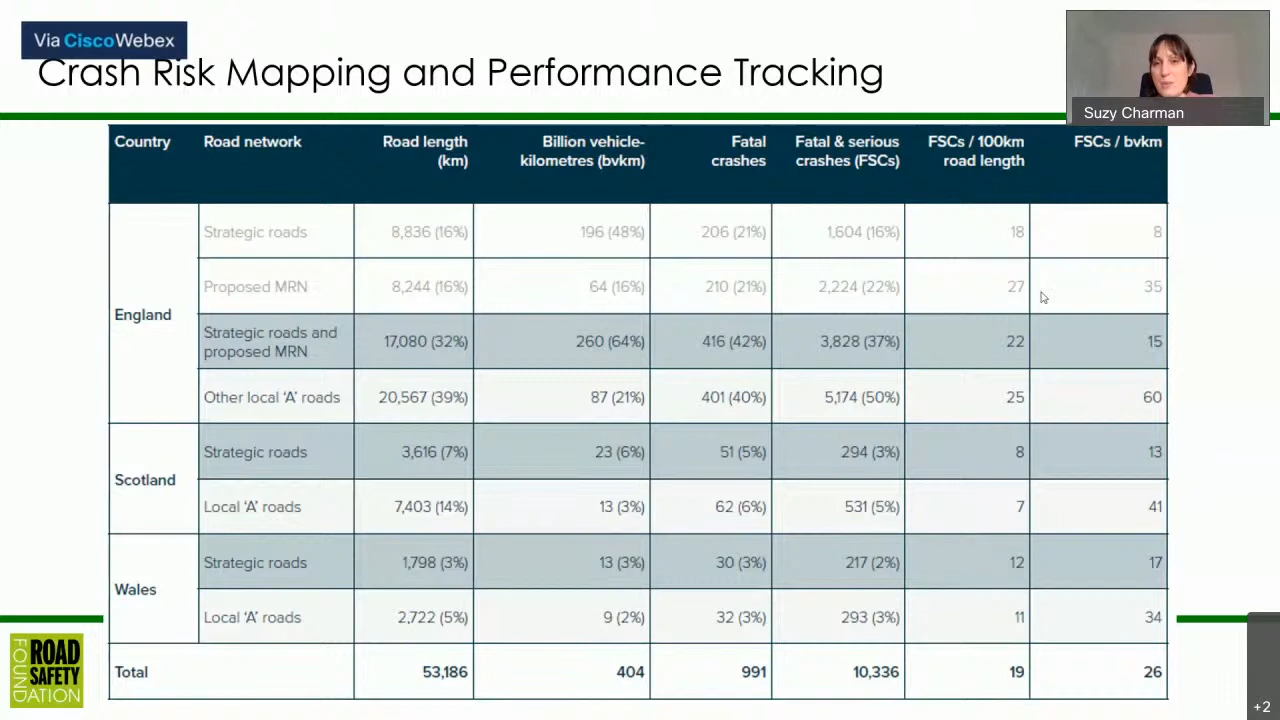 Via CiscoWebex
Crash Risk Mapping and Performance Tracking
Suzy Charman
Country Road network Road length (km) Billion vehicle-kilometres (bvkm) Fatal crashes Fatal & serious crashes (FSCs) FSCs / 100km road length FSCs / bvkm
England
Strategic roads 8,836 (16%) 196 (48%) 206 (21%) 1,604 (16%) 18 8
Proposed MRN 8,244 (16%) 64 (16%) 210 (21%) 2,224 (22%) 27 35
Strategic roads and proposed MRN 17,080 (32%) 260 (64%) 416 (42%) 3,828 (37%) 22 15
Other local ‘A’ roads 20,567 (39%) 87 (21%) 401 (40%) 5,174 (50%) 25 60
Scotland
Strategic roads 3,616 (7%) 23 (6%) 51 (5%) 294 (3%) 8 13
Local ‘A’ roads 7,403 (14%) 13 (3%) 62 (6%) 531 (5%) 7 41
Wales
Strategic roads 1,798 (3%) 13 (3%) 30 (3%) 217 (2%) 12 17
Local ‘A’ roads 2,722 (5%) 9 (2%) 32 (3%) 293 (3%) 11 34
Total 53,186 404 991 10,336 19 26
ROAD
SAFETY
FOUNDATION
+2